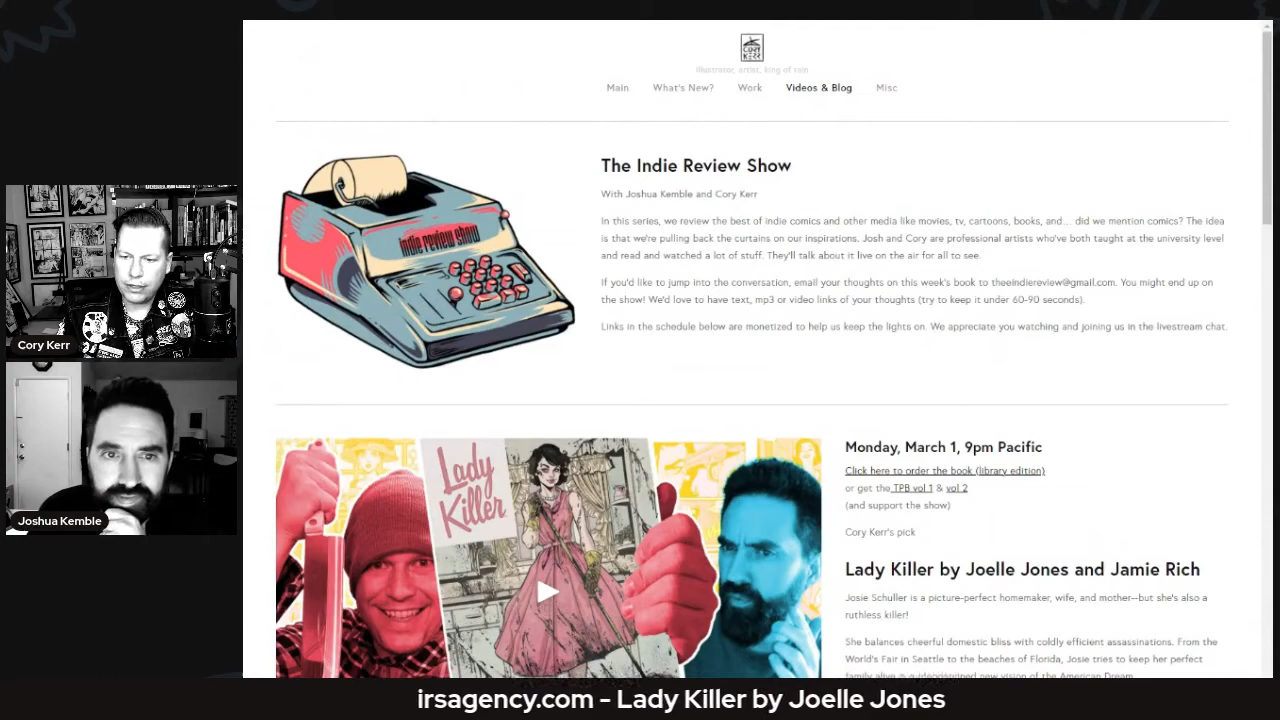 CORY
KERR
illustrator, artist, king of rain
Main What's New? Work Videos & Blog Misc
indie review show
The Indie Review Show
With Joshua Kemble and Cory Kerr
In this series, we review the best of indie comics and other media like movies, tv, cartoons, books, and... did we mention comics? The idea
is that we're pulling back the curtains on our inspirations. Josh and Cory are professional artists who've both taught at the university level
and read and watched a lot of stuff. They'll talk about it live on the air for all to see.
If you'd like to jump into the conversation, email your thoughts on this week's book to theeindiereview@gmail.com. You might end up on
the show! We'd love to have text, mp3 or video links of your thoughts (try to keep it under 60-90 seconds).
Links in the schedule below are monetized to help us keep the lights on. We appreciate you watching and joining us in the livestream chat.
Cory Kerr
Joshua Kemble
Lady
Killer
Monday, March 1, 9pm Pacific
Click here to order the book (library edition)
or get the TPB vol 1 & vol 2
(and support the show)
Cory Kerr's pick
Lady Killer by Joelle Jones and Jamie Rich
Josie Schuller is a picture-perfect homemaker, wife, and mother--but she's also a
ruthless killer!
She balances cheerful domestic bliss with coldly efficient assassinations. From the
World's Fair in Seattle to the beaches of Florida, Josie tries to keep her perfect
new vision of the American Dream
irsagency.com - Lady Killer by Joelle Jones